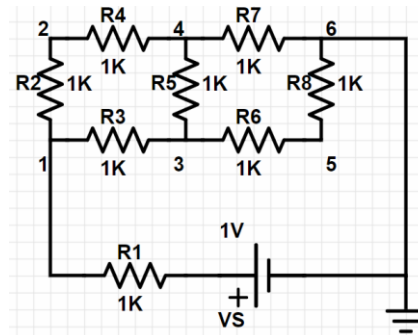 2 R4 4 R7 6
1K 1K
R2 1K R5 1K R8 1K
R3 R6
1 1K 3 1K 5
1V
R1
1K + VS